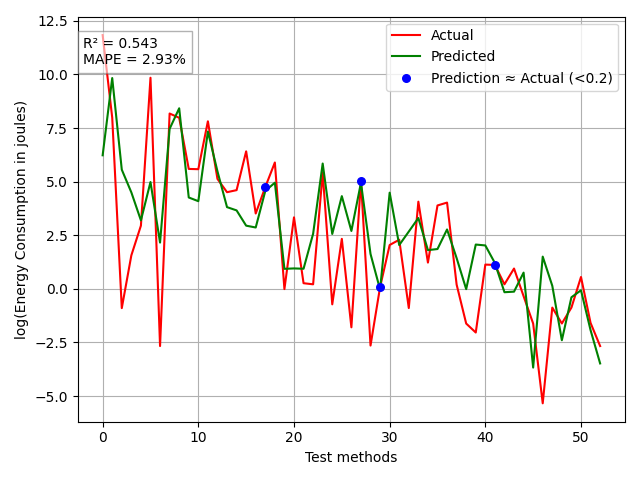 R² = 0.543
MAPE = 2.93%
Actual
Predicted
Prediction ≈ Actual (<0.2)
log(Energy Consumption in joules)
12.5
10.0
7.5
5.0
2.5
0.0
−2.5
−5.0
0 10 20 30 40 50
Test methods